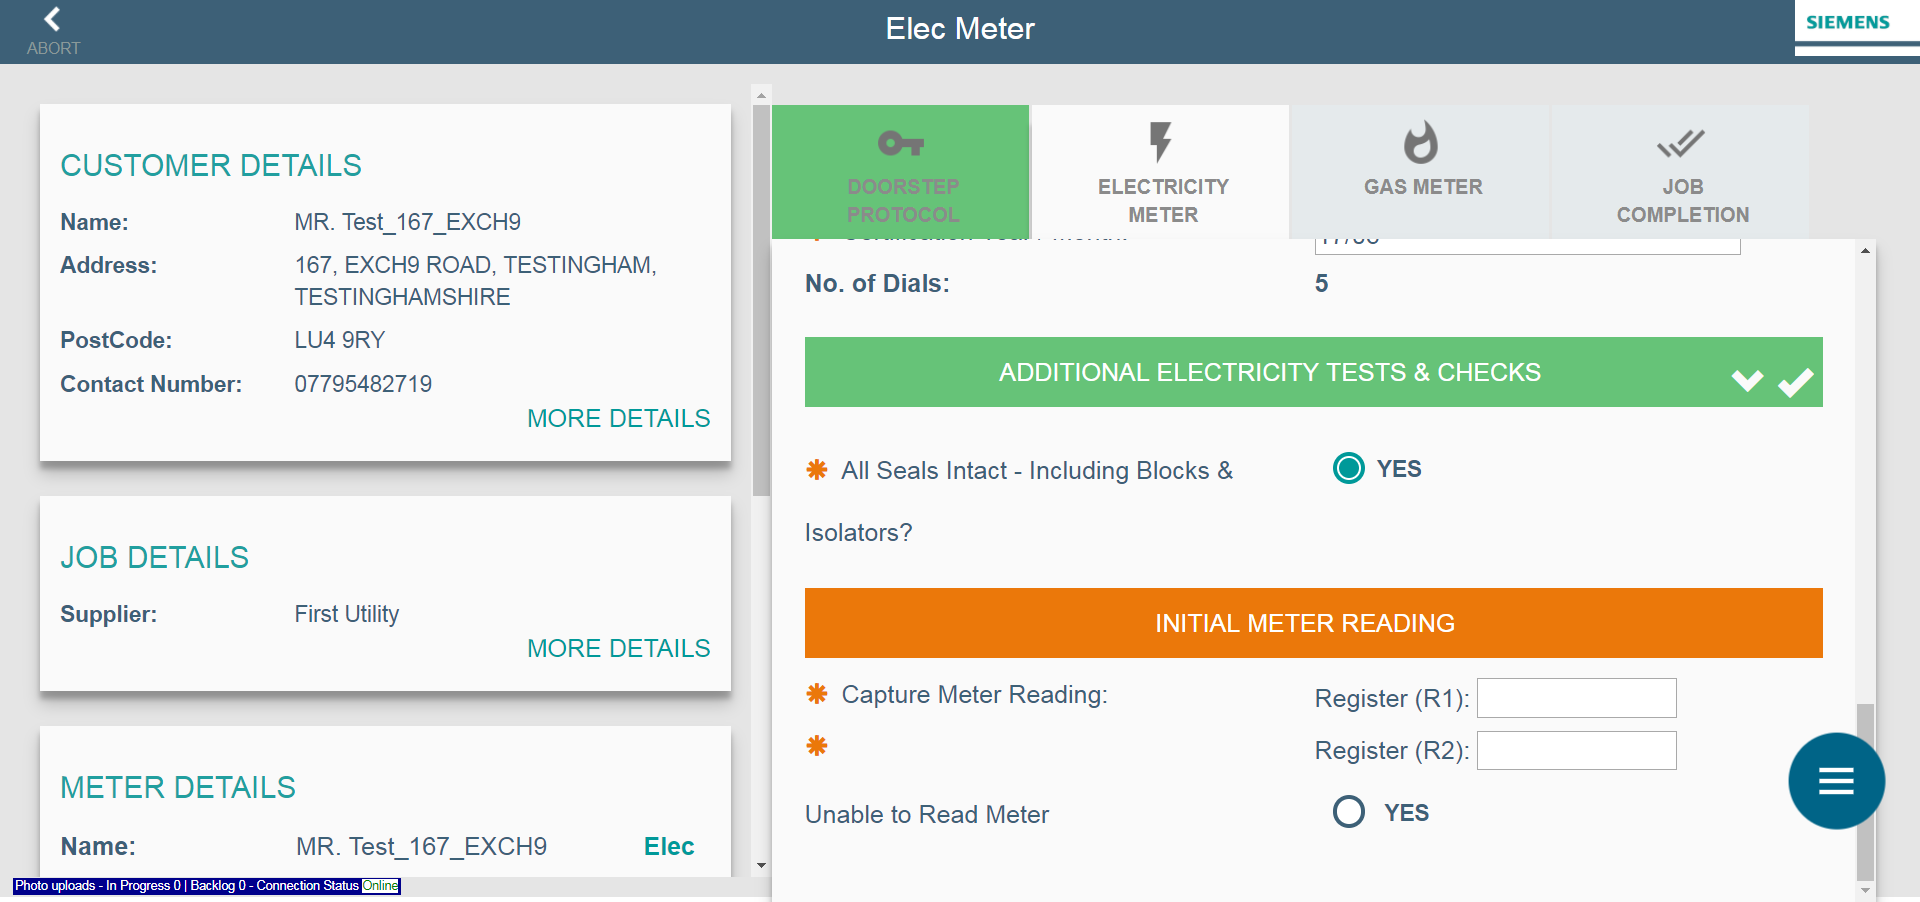 ABORT
Elec Meter
SIEMENS
CUSTOMER DETAILS
Name: MR. Test_167_EXCH9
Address: 167, EXCH9 ROAD, TESTINGHAM,
TESTINGHAMSHIRE
PostCode: LU4 9RY
Contact Number: 07795482719
MORE DETAILS
JOB DETAILS
Supplier: First Utility
MORE DETAILS
METER DETAILS
Name: MR. Test_167_EXCH9 Elec
Photo uploads - In Progress 0 | Backlog 0 - Connection Status Online
DOORSTEP
PROTOCOL
ELECTRICITY
METER
GAS METER
JOB
COMPLETION
No. of Dials: 5
ADDITIONAL ELECTRICITY TESTS & CHECKS
All Seals Intact - Including Blocks & YES
Isolators?
INITIAL METER READING
Capture Meter Reading: Register (R1):
Register (R2):
Unable to Read Meter YES